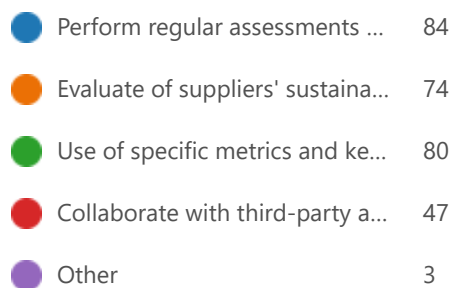 Perform regular assessments ... 84
Evaluate of suppliers' sustaina... 74
Use of specific metrics and ke... 80
Collaborate with third-party a... 47
Other 3